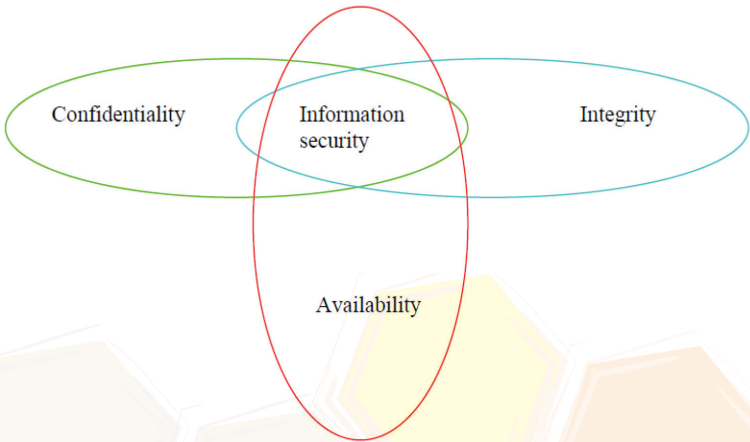 Confidentiality
Information
security
Integrity
Availability